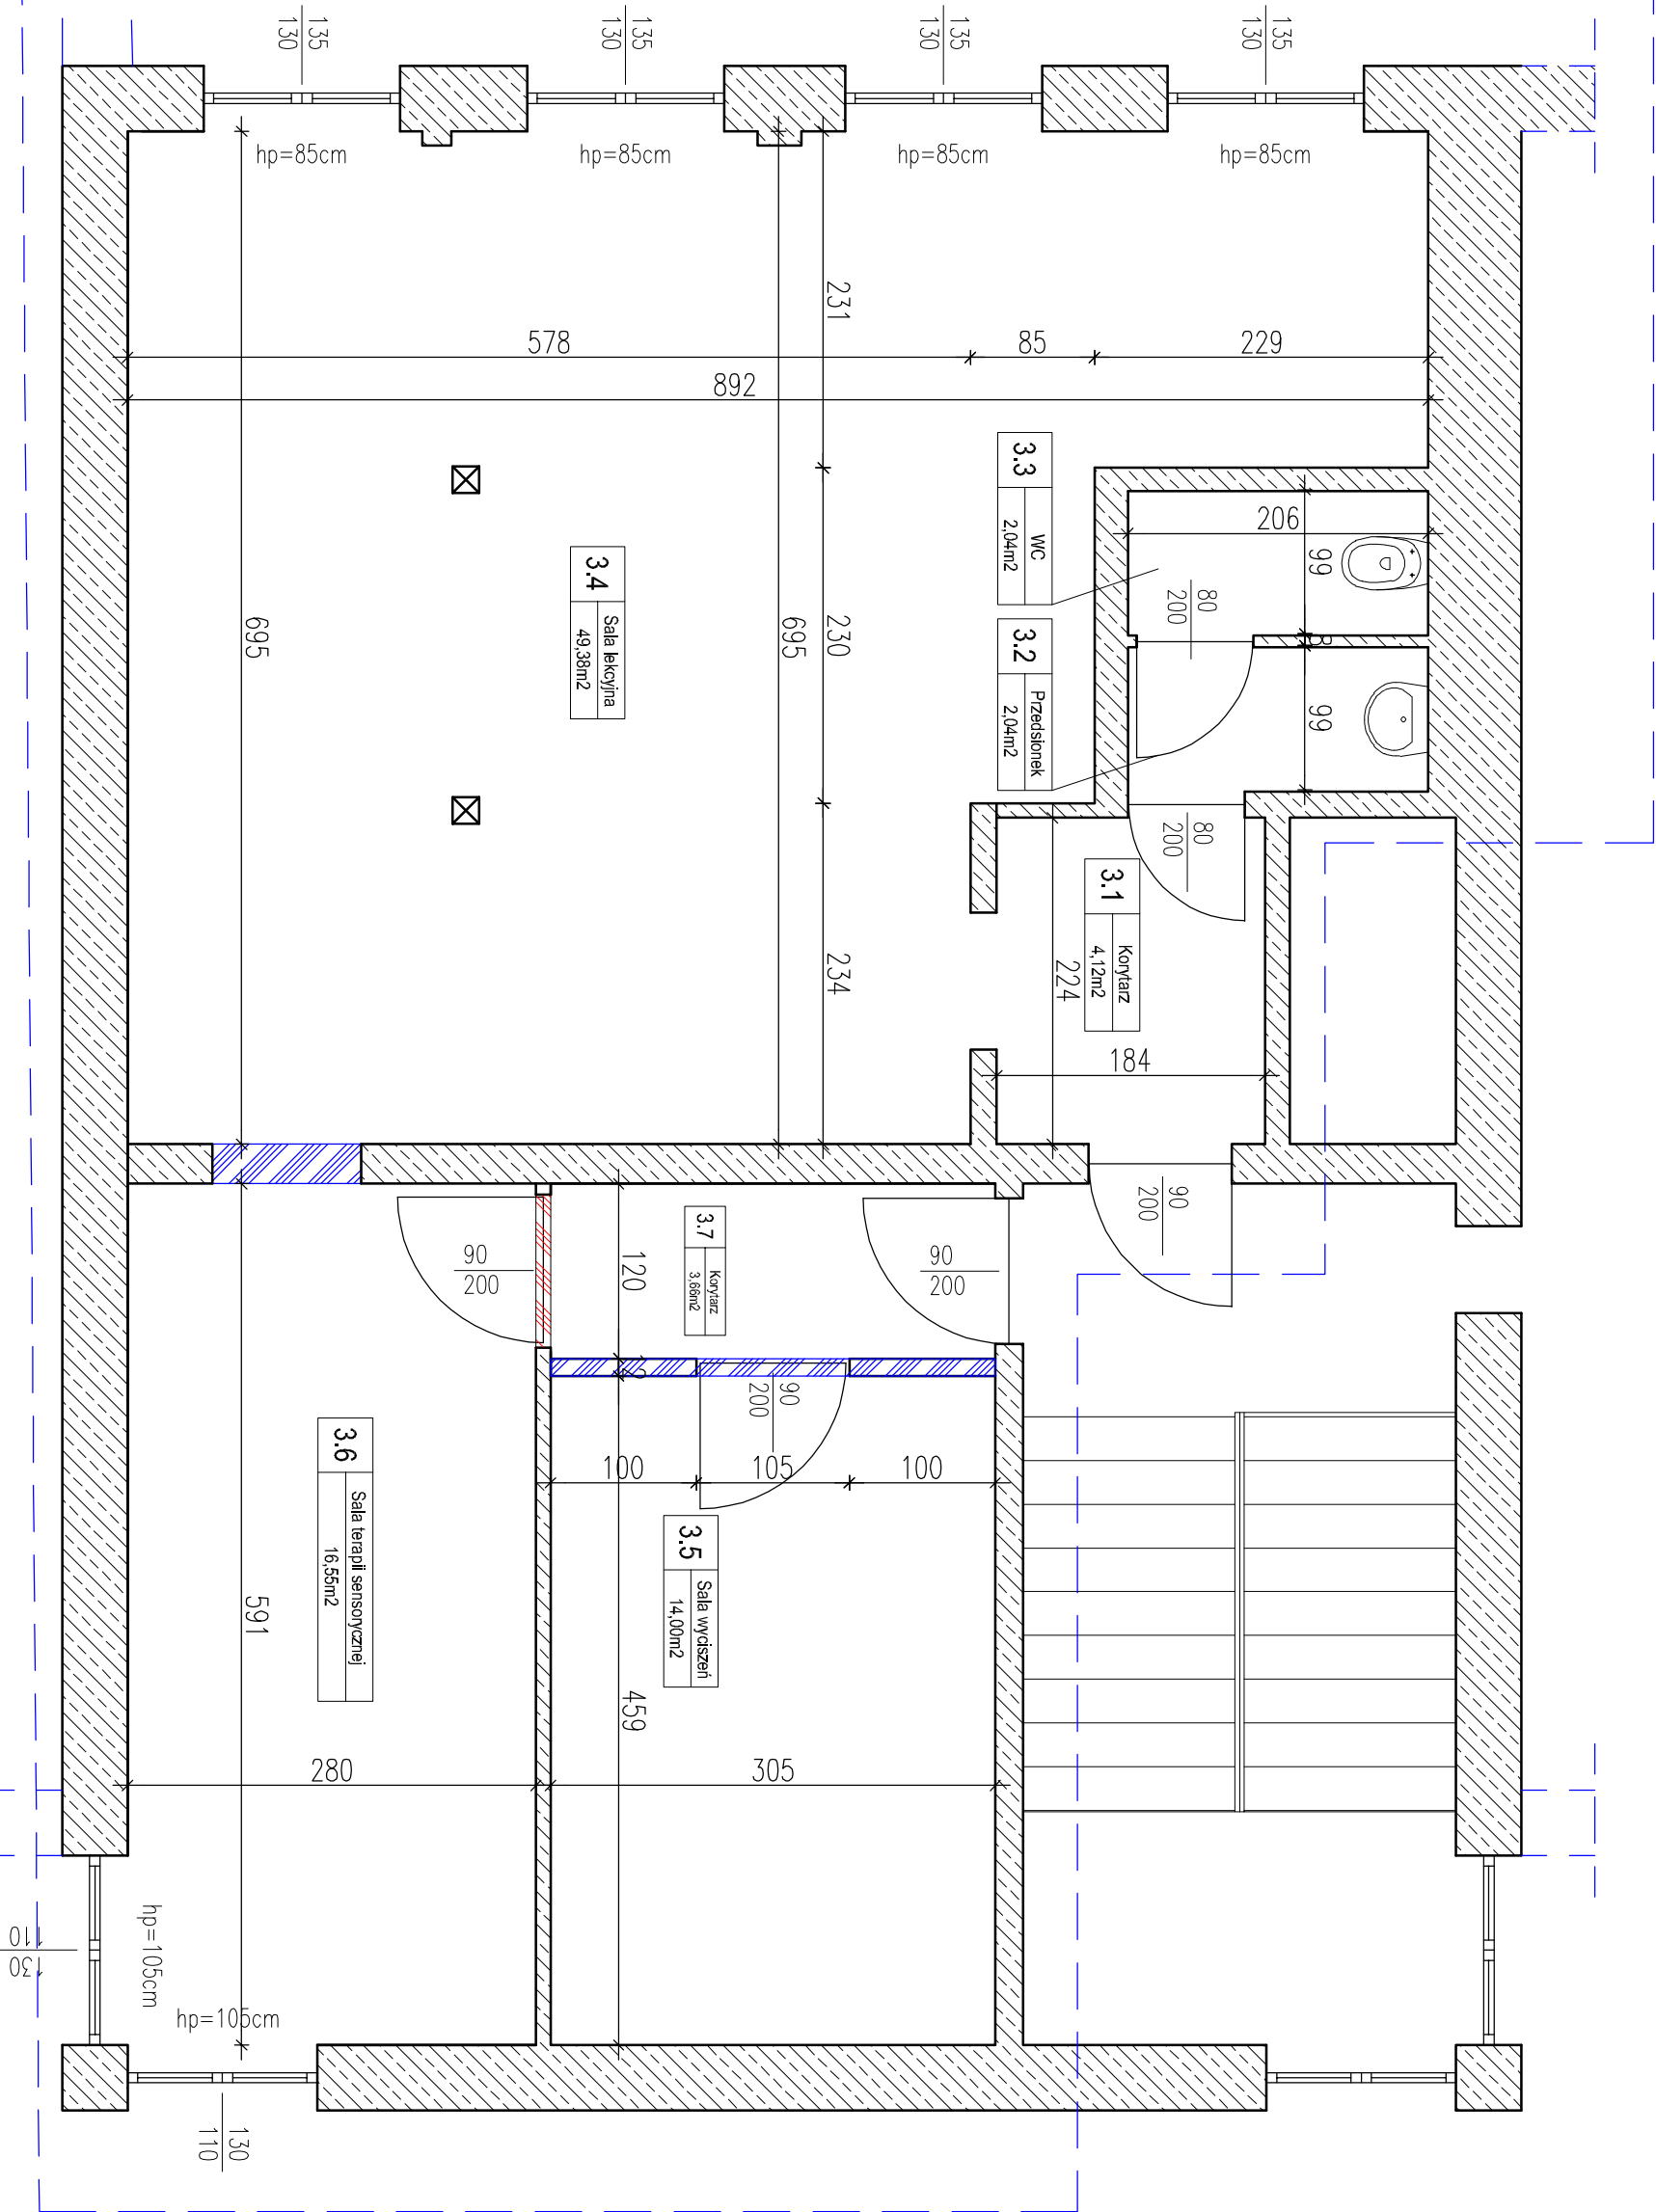 135
130
135
130
135
130
135
130
hp=85cm
hp=85cm
hp=85cm
hp=85cm
231
578
85
229
892
3.3
WC
2,04m2
206
99
80
200
3.4
Sala lekcyjna
49,38m2
695
695
230
3.2
Przedsionek
2,04m2
8
99
80
200
3.1
Korytarz
4,12m2
234
224
184
90
200
3.7
Korytarz
3,66m2
90
200
120
90
200
12
90
200
100
105
100
3.6
Sala terapii sensorycznej
16,55m2
3.5
Sala wyciszeń
14,00m2
591
459
280
305
hp=105cm
110
130
hp=105cm
130
110